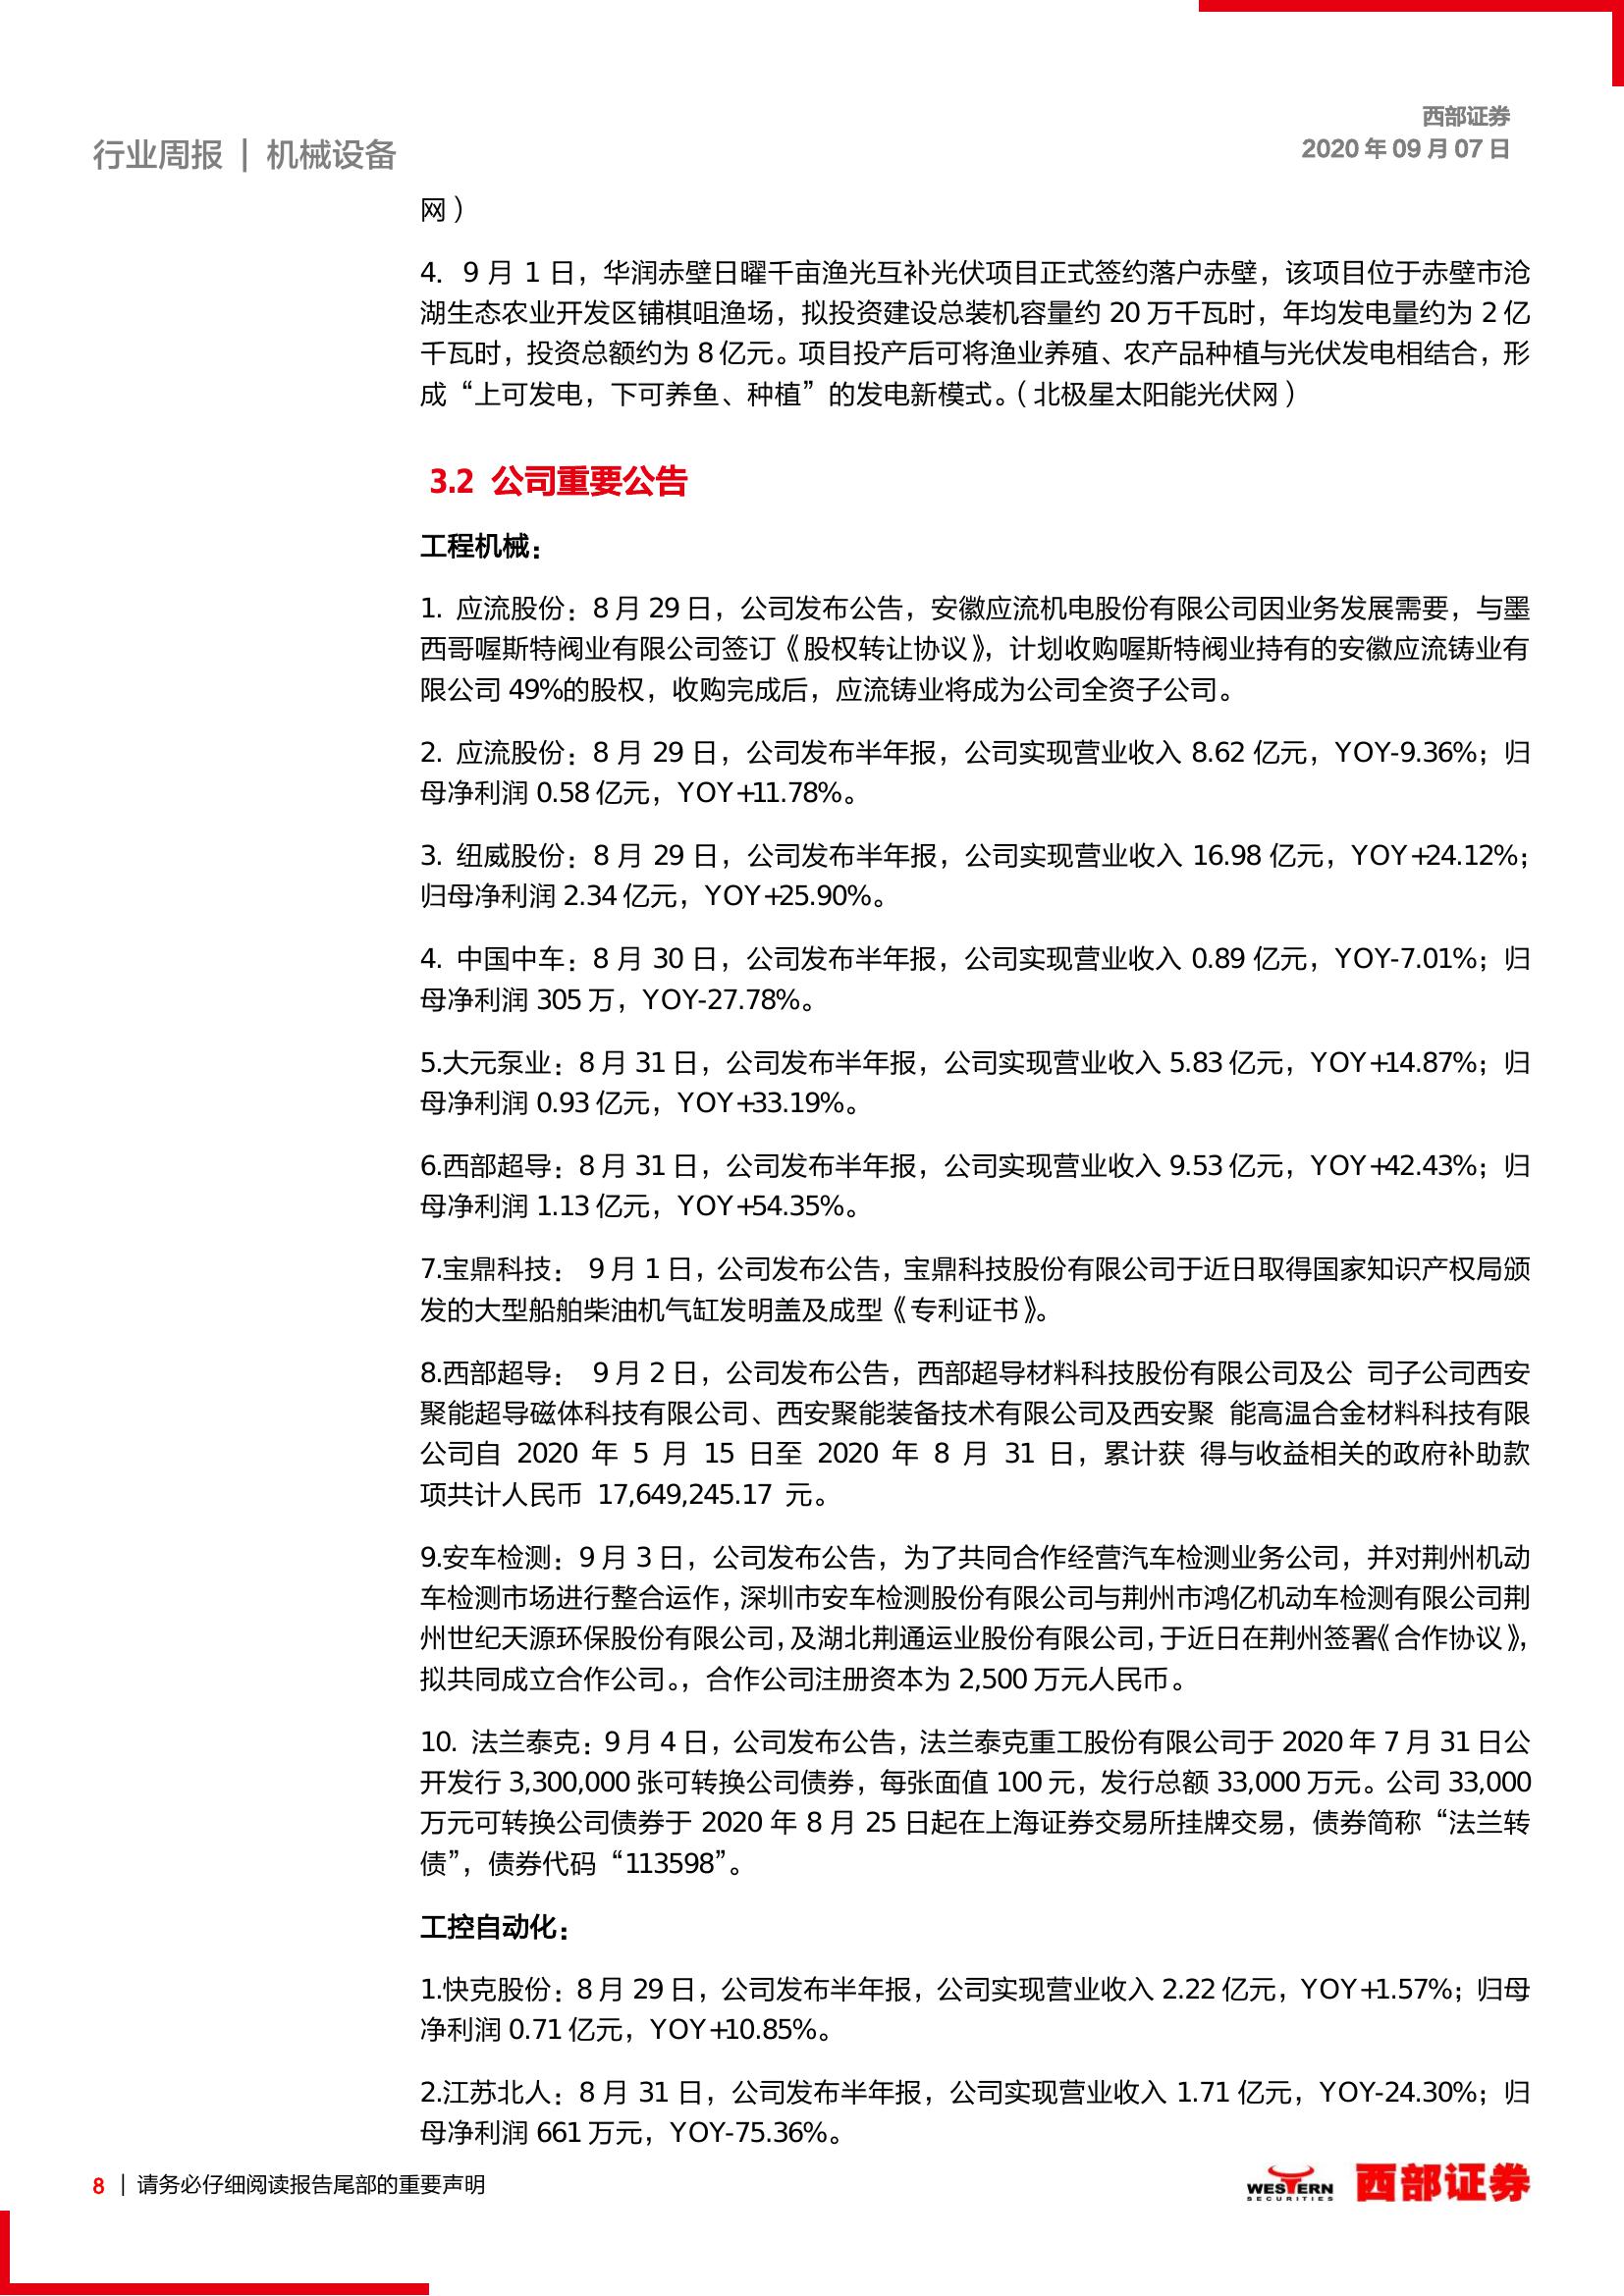 西部证券
行业周报 | 机械设备
2020 年 09 月 07 日
网）
4. 9 月 1 日，华润赤壁日曜千亩渔光互补光伏项目正式签约落户赤壁，该项目位于赤壁市沧
湖生态农业开发区铺棋咀渔场，拟投资建设总装机容量约 20 万千瓦时，年均发电量约为 2 亿
千瓦时，投资总额约为 8 亿元。项目投产后可将渔业养殖、农产品种植与光伏发电相结合，形
成“上可发电，下可养鱼、种植”的发电新模式。（北极星太阳能光伏网）
3.2 公司重要公告
工程机械：
1. 应流股份：8 月 29 日，公司发布公告，安徽应流机电股份有限公司因业务发展需要，与墨
西哥喔斯特阀业有限公司签订《股权转让协议》，计划收购喔斯特阀业持有的安徽应流铸业有
限公司 49%的股权，收购完成后，应流铸业将成为公司全资子公司。
2. 应流股份：8 月 29 日，公司发布半年报，公司实现营业收入 8.62 亿元，YOY-9.36%；归
母净利润 0.58 亿元，YOY+11.78%。
3. 纽威股份：8 月 29 日，公司发布半年报，公司实现营业收入 16.98 亿元，YOY+24.12%；
归母净利润 2.34 亿元，YOY+25.90%。
4. 中国中车：8 月 30 日，公司发布半年报，公司实现营业收入 0.89 亿元，YOY-7.01%；归
母净利润 305 万，YOY-27.78%。
5.大元泵业：8 月 31 日，公司发布半年报，公司实现营业收入 5.83 亿元，YOY+14.87%；归
母净利润 0.93 亿元，YOY+33.19%。
6.西部超导：8 月 31 日，公司发布半年报，公司实现营业收入 9.53 亿元，YOY+42.43%；归
母净利润 1.13 亿元，YOY+54.35%。
7.宝鼎科技： 9 月 1 日，公司发布公告，宝鼎科技股份有限公司于近日取得国家知识产权局颁
发的大型船舶柴油机气缸发明盖及成型《专利证书》。
8.西部超导： 9 月 2 日，公司发布公告，西部超导材料科技股份有限公司及公 司子公司西安
聚能超导磁体科技有限公司、西安聚能装备技术有限公司及西安聚 能高温合金材料科技有限
公司自 2020 年 5 月 15 日至 2020 年 8 月 31 日，累计获 得与收益相关的政府补助款
项共计人民币 17,649,245.17 元。
9.安车检测：9 月 3 日，公司发布公告，为了共同合作经营汽车检测业务公司，并对荆州机动
车检测市场进行整合运作，深圳市安车检测股份有限公司与荆州市鸿亿机动车检测有限公司荆
州世纪天源环保股份有限公司，及湖北荆通运业股份有限公司，于近日在荆州签署《合作协议》，
拟共同成立合作公司。，合作公司注册资本为 2,500 万元人民币。
10. 法兰泰克：9 月 4 日，公司发布公告，法兰泰克重工股份有限公司于 2020 年 7 月 31 日公
开发行 3,300,000 张可转换公司债券，每张面值 100 元，发行总额 33,000 万元。公司 33,000
万元可转换公司债券于 2020 年 8 月 25 日起在上海证券交易所挂牌交易，债券简称“法兰转
债”，债券代码“113598”。
工控自动化：
1.快克股份：8 月 29 日，公司发布半年报，公司实现营业收入 2.22 亿元，YOY+1.57%；归母
净利润 0.71 亿元，YOY+10.85%。
2.江苏北人：8 月 31 日，公司发布半年报，公司实现营业收入 1.71 亿元，YOY-24.30%；归
母净利润 661 万元，YOY-75.36%。
8 | 请务必仔细阅读报告尾部的重要声明
WESTERN
SECURITIES
西部证券